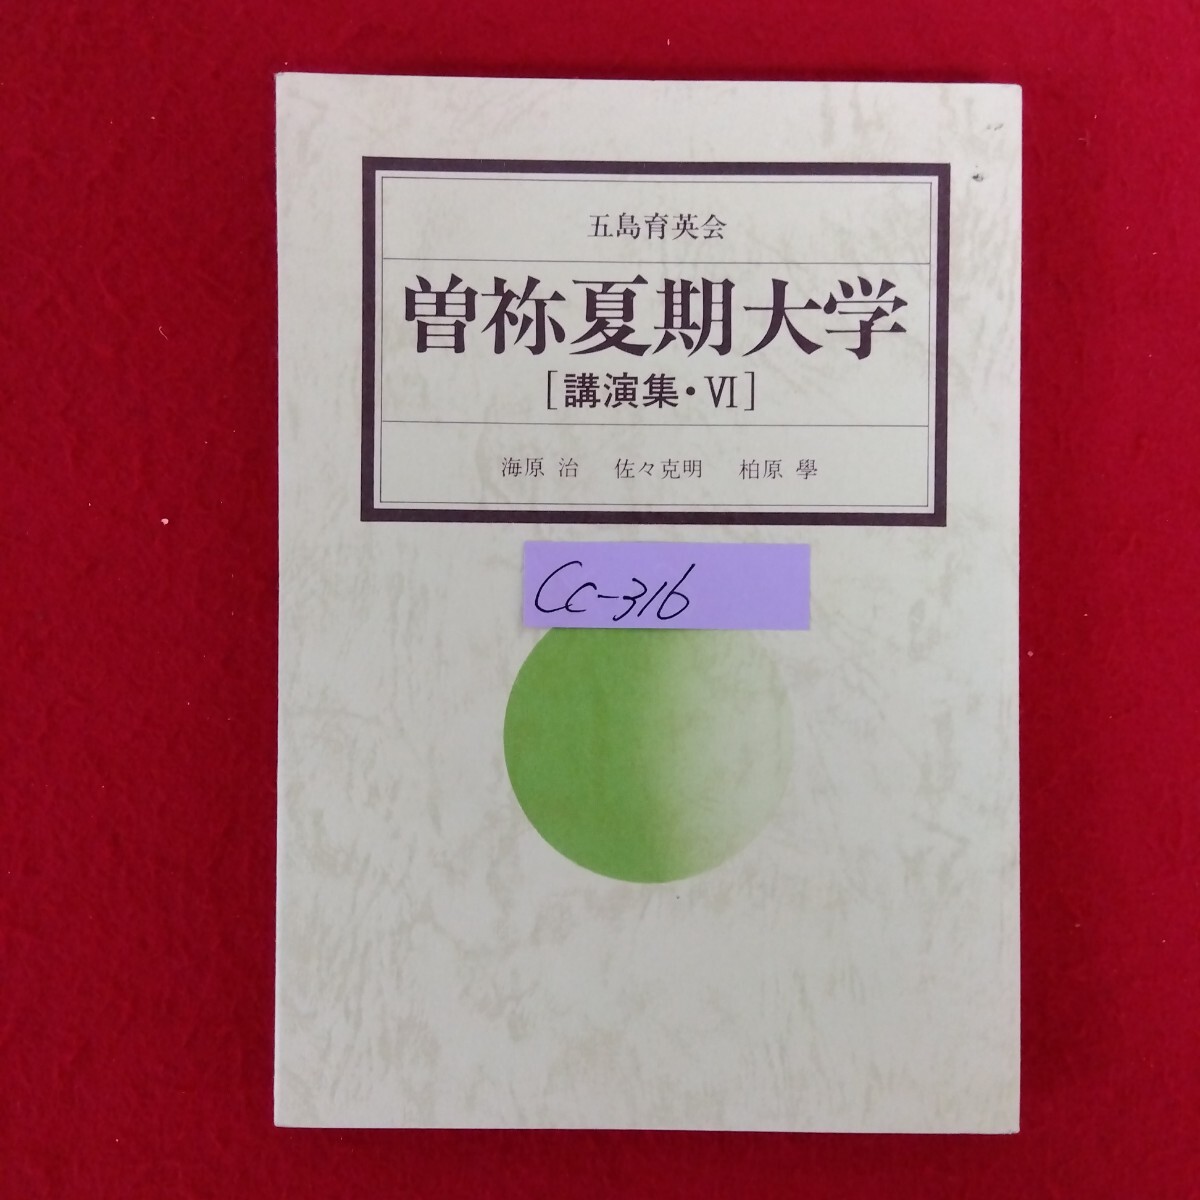 五島育英会
曽祢夏期大学
[講演集・VI]
海原 治 佐々克明 柏原 學
Cc-316